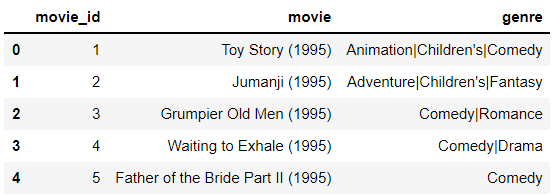 movie_id movie genre
0 1 Toy Story (1995) Animation|Children's|Comedy
1 2 Jumanji (1995) Adventure|Children's|Fantasy
2 3 Grumpier Old Men (1995) Comedy|Romance
3 4 Waiting to Exhale (1995) Comedy|Drama
4 5 Father of the Bride Part II (1995) Comedy